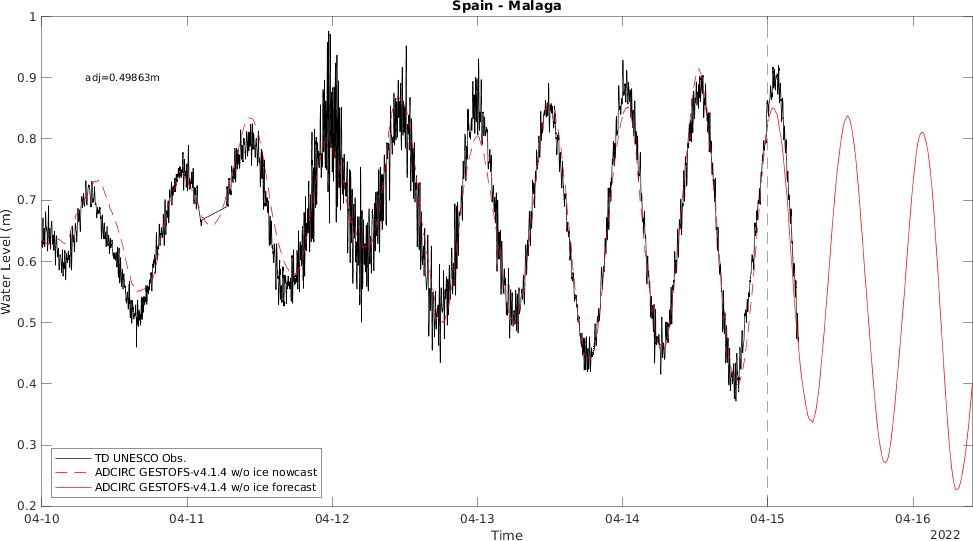 Spain - Malaga
1
0.9
adj=0.49863m
0.8
0.7
0.6
0.5
0.4
0.3
0.2
Water Level (m)
TD UNESCO Obs.
ADCIRC GESTOFS-v4.1.4 w/o ice nowcast
ADCIRC GESTOFS-v4.1.4 w/o ice forecast
04-10 04-11 04-12 04-13 04-14 04-15 04-16
Time
2022